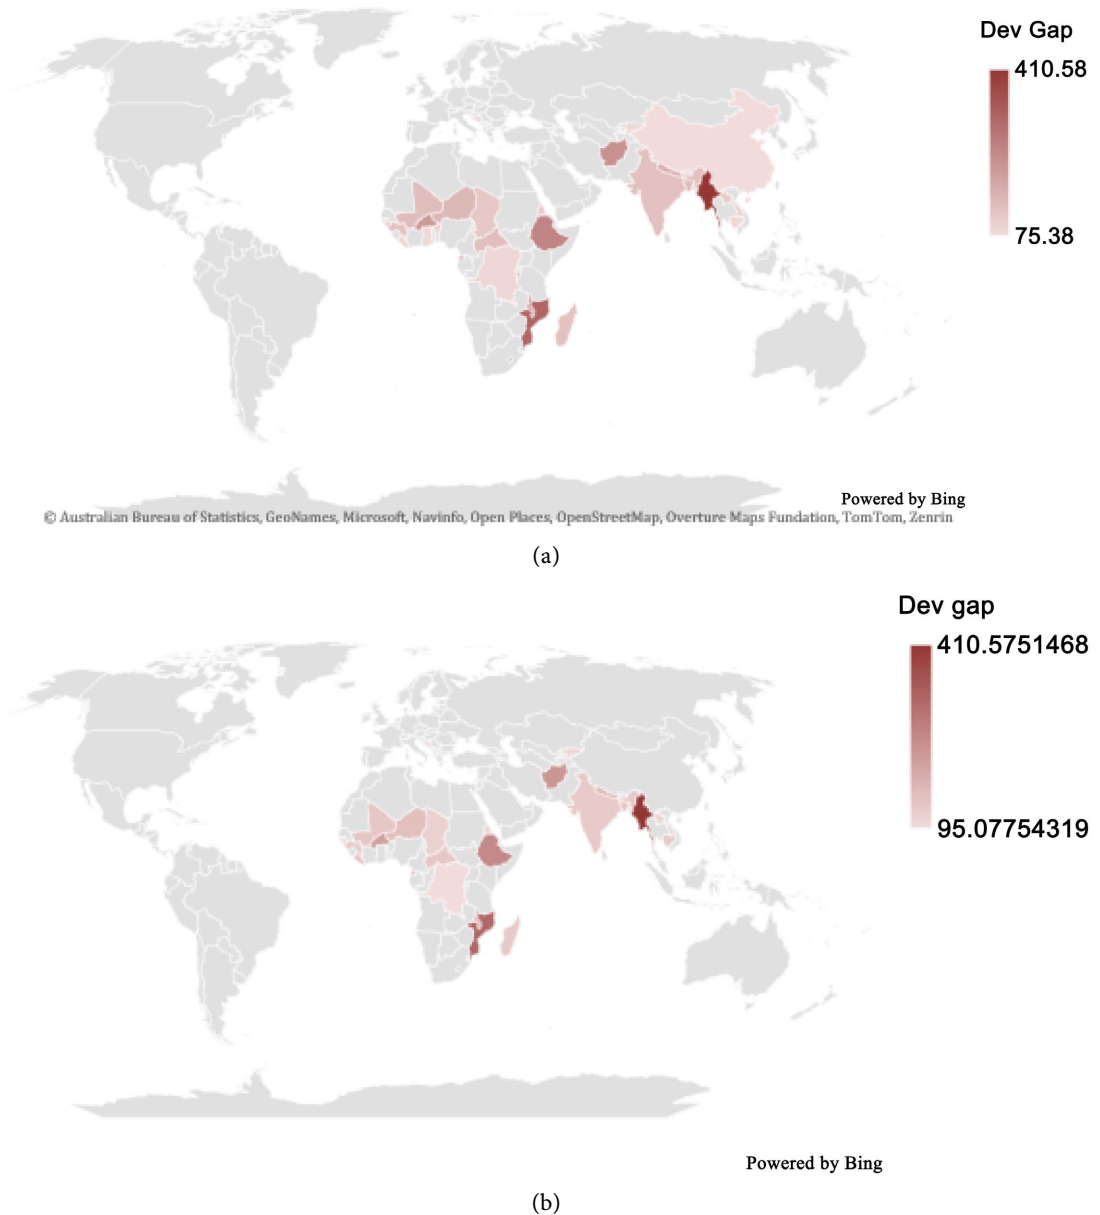 Dev Gap
410.58
75.38
Powered by Bing
© Australian Bureau of Statistics, GeoNames, Microsoft, Navinfo, Open Places, OpenStreetMap, Overture Maps Fundation, TomTom, Zenrin
(a)
Dev gap
410.5751468
95.07754319
Powered by Bing
(b)